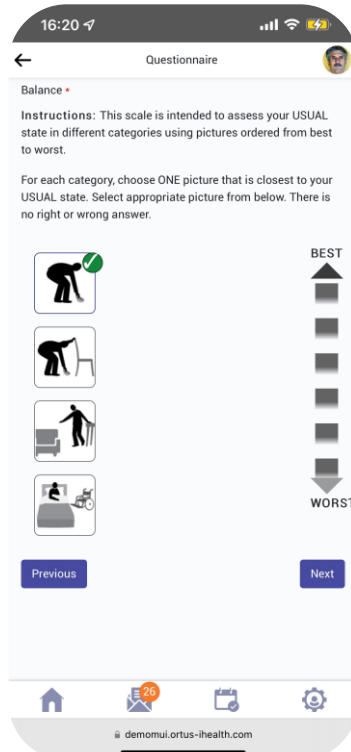 16:20
Questionnaire
Balance •
Instructions: This scale is intended to assess your USUAL
state in different categories using pictures ordered from best
to worst.
For each category, choose ONE picture that is closest to your
USUAL state. Select appropriate picture from below. There is
no right or wrong answer.
BEST
WORST
Previous
Next
26
demomui.ortus-ihealth.com